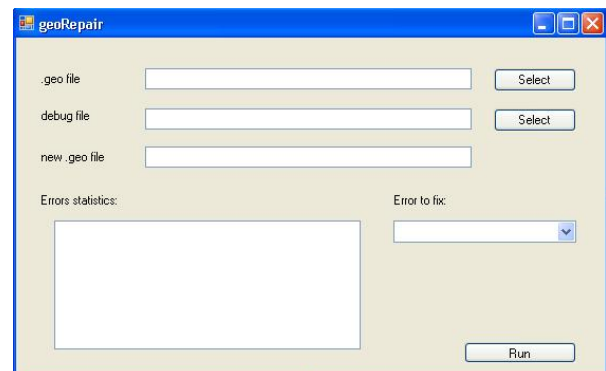 geoRepair
.geo file
Select
debug file
Select
new .geo file
Errors statistics:
Error to fix:
Run